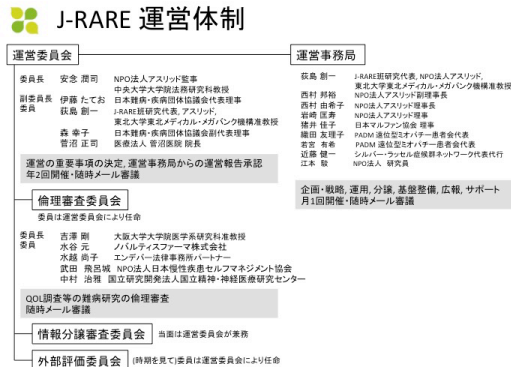 J-RARE 運営体制
運営委員会
委員長 安念 潤司 NPO法人アスリッド監事
中央大学大学院法務研究科教授
副委員長 伊藤 たてお 日本難病・疾病団体協議会代表理事
委員 荻島 創一 J-RARE班研究代表, アスリッド,
東北大学東北メディカル・メガバンク機構准教授
森 幸子 日本難病・疾病団体協議会副代表理事
菅沼 正司 医療法人 菅沼医院 院長
運営の重要事項の決定, 運営事務局からの運営報告承認
年2回開催・随時メール審議
倫理審査委員会
委員は運営委員会により任命
委員長 吉澤 剛 大阪大学大学院医学系研究科准教授
委員 水谷 元 ノバルティスファーマ株式会社
水越 尚子 エンデバー法律事務所パートナー
武田 飛呂城 NPO法人日本慢性疾患セルフマネジメント協会
中村 治雅 国立研究開発法人国立精神・神経医療研究センター
QOL調査等の難病研究の倫理審査
随時メール審議
情報分譲審査委員会 当面は運営委員会が兼務
外部評価委員会 (時期を見て)委員は運営委員会により任命
運営事務局
荻島 創一 J-RARE班研究代表, NPO法人アスリッド,
東北大学東北メディカル・メガバンク機構准教授
西村 邦裕 NPO法人アスリッド副理事長
西村 由希子 NPO法人アスリッド理事長
岩崎 匡寿 NPO法人アスリッド理事
猪井 佳子 日本マルファン協会 理事
織田 友理子 PADM 遠位型ミオパチー患者会代表
若宮 有希 PADM 遠位型ミオパチー患者会代表
近藤 健一 シルバー・ラッセル症候群ネットワーク代表代行
江本 駿 NPO法人 研究員
企画・戦略, 運用, 分譲, 基盤整備, 広報, サポート
月1回開催・随時メール審議